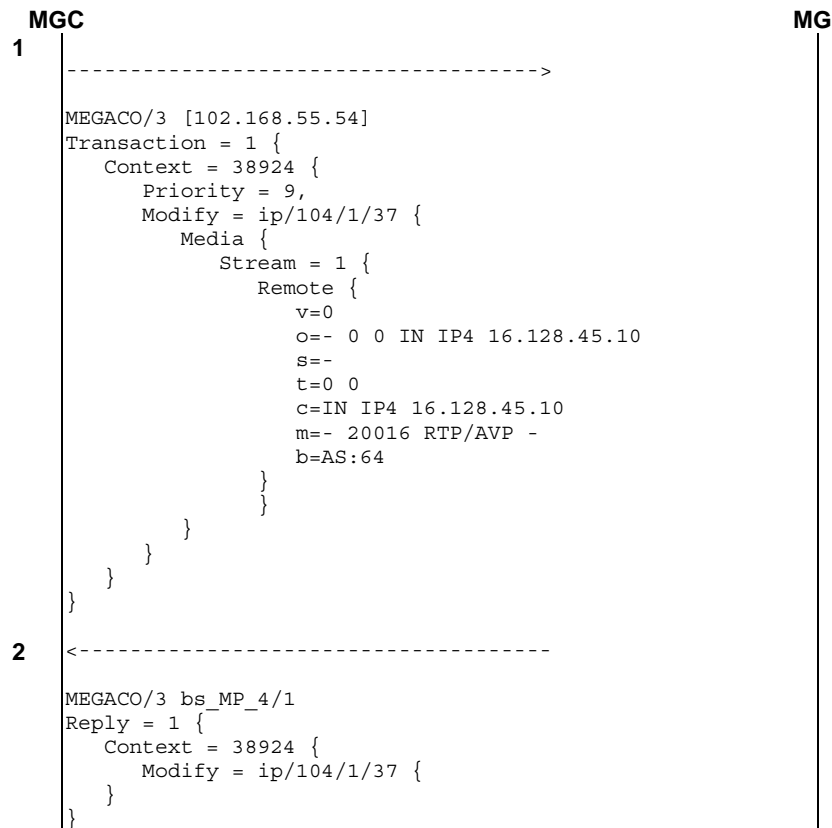 MGC MG
1
------------------------------------->
MEGACO/3 [102.168.55.54]
Transaction = 1 {
   Context = 38924 {
      Priority = 9,
      Modify = ip/104/1/37 {
         Media {
            Stream = 1 {
               Remote {
                  v=0
                  o=- 0 0 IN IP4 16.128.45.10
                  s=-
                  t=0 0
                  c=IN IP4 16.128.45.10
                  m=- 20016 RTP/AVP -
                  b=AS:64
               }
               }
         }
      }
   }
}
2 <-------------------------------------
MEGACO/3 bs_MP_4/1
Reply = 1 {
   Context = 38924 {
      Modify = ip/104/1/37 {
   }
}